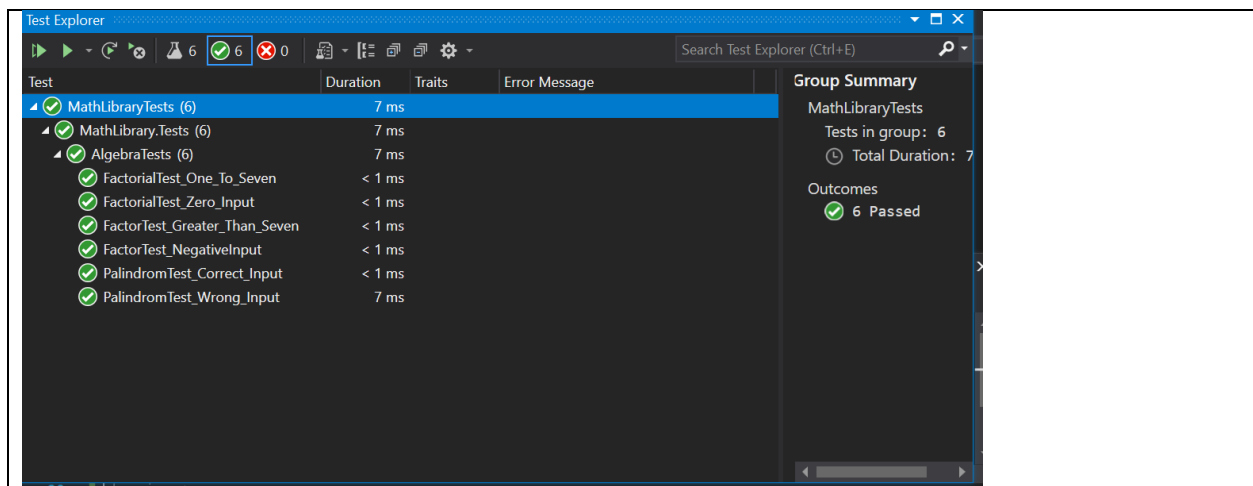 Test Explorer
6 6 0 Search Test Explorer (Ctrl+E)
Test Duration Traits Error Message
MathLibraryTests (6) 7 ms
MathLibrary.Tests (6) 7 ms
AlgebraTests (6) 7 ms
FactorialTest_One_To_Seven < 1 ms
FactorialTest_Zero_Input < 1 ms
FactorTest_Greater_Than_Seven < 1 ms
FactorTest_NegativeInput < 1 ms
PalindromTest_Correct_Input < 1 ms
PalindromTest_Wrong_Input 7 ms
Group Summary
MathLibraryTests
Tests in group: 6
Total Duration: 7
Outcomes
6 Passed